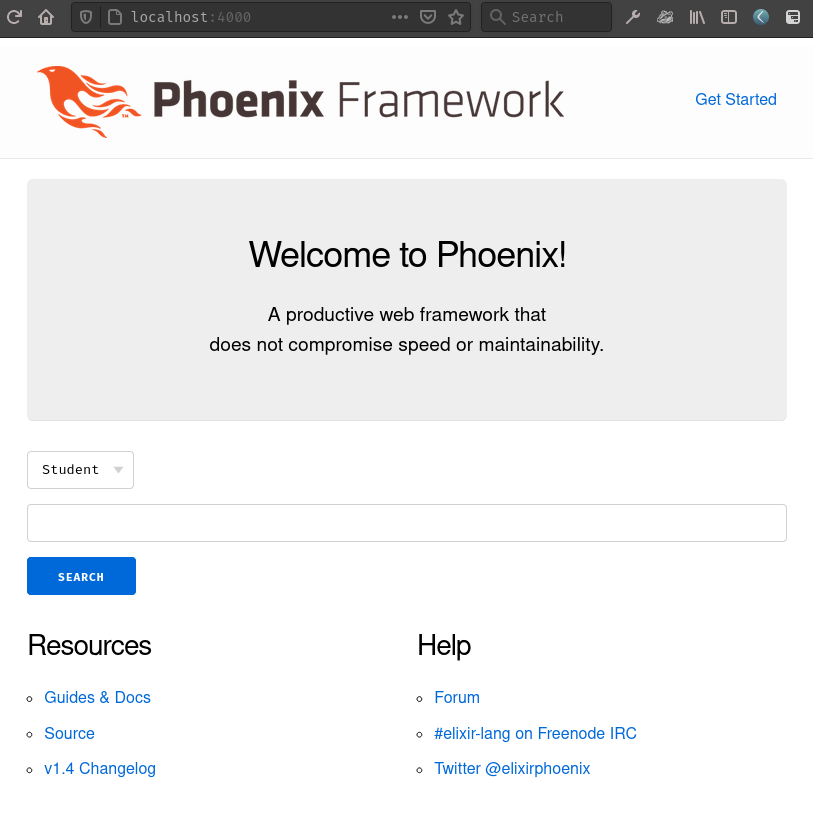 localhost:4000
Search
Phoenix Framework
TM
Get Started
Welcome to Phoenix!
A productive web framework that
does not compromise speed or maintainability.
Student
SEARCH
Resources
Help
Guides & Docs
Forum
Source
#elixir-lang on Freenode IRC
v1.4 Changelog
Twitter @elixirphoenix